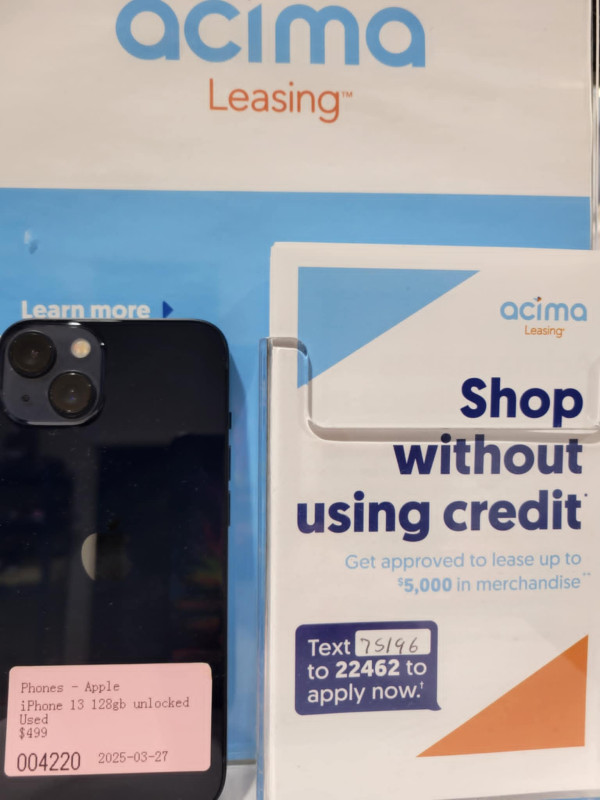 acima
Leasing™
Learn more
acima
Leasing
Shop
without
using credit*
Get approved to lease up to
$5,000 in merchandise**
Text 75196
to 22462 to
apply now.†
Phones - Apple
iPhone 13 128gb unlocked
Used
$499
004220 2025-03-27